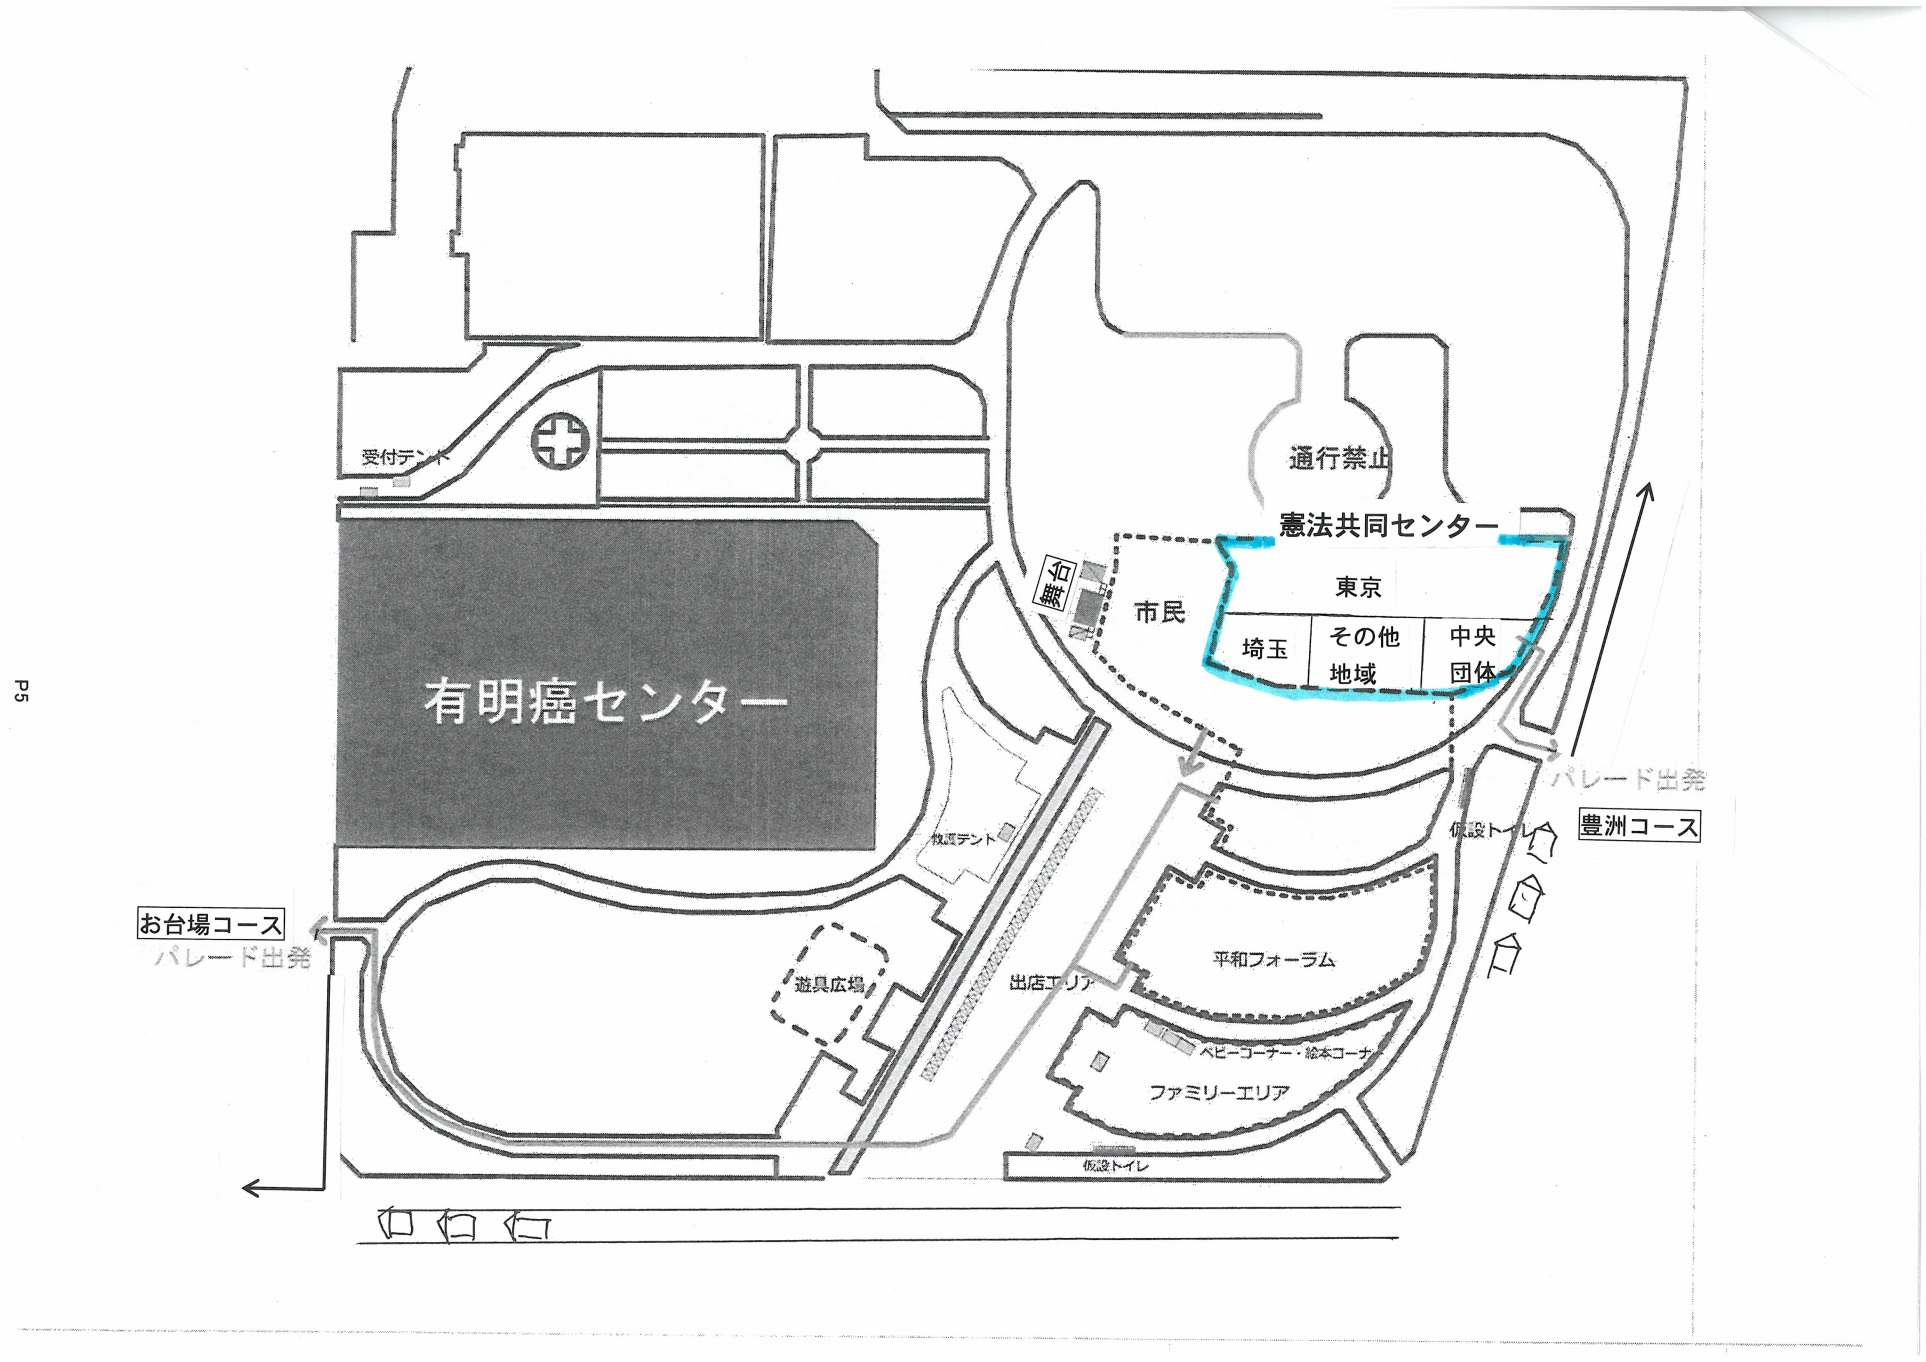 受付テント
通行禁止
憲法共同センター
舞台
市民
東京
埼玉
その他
地域
中央
団体
有明癌センター
P5
パレード出発
豊洲コース
仮設トイレ
救護テント
お台場コース
パレード出発
遊具広場
出店エリア
平和フォーラム
ベビーコーナー・絵本コーナー
ファミリーエリア
仮設トイレ